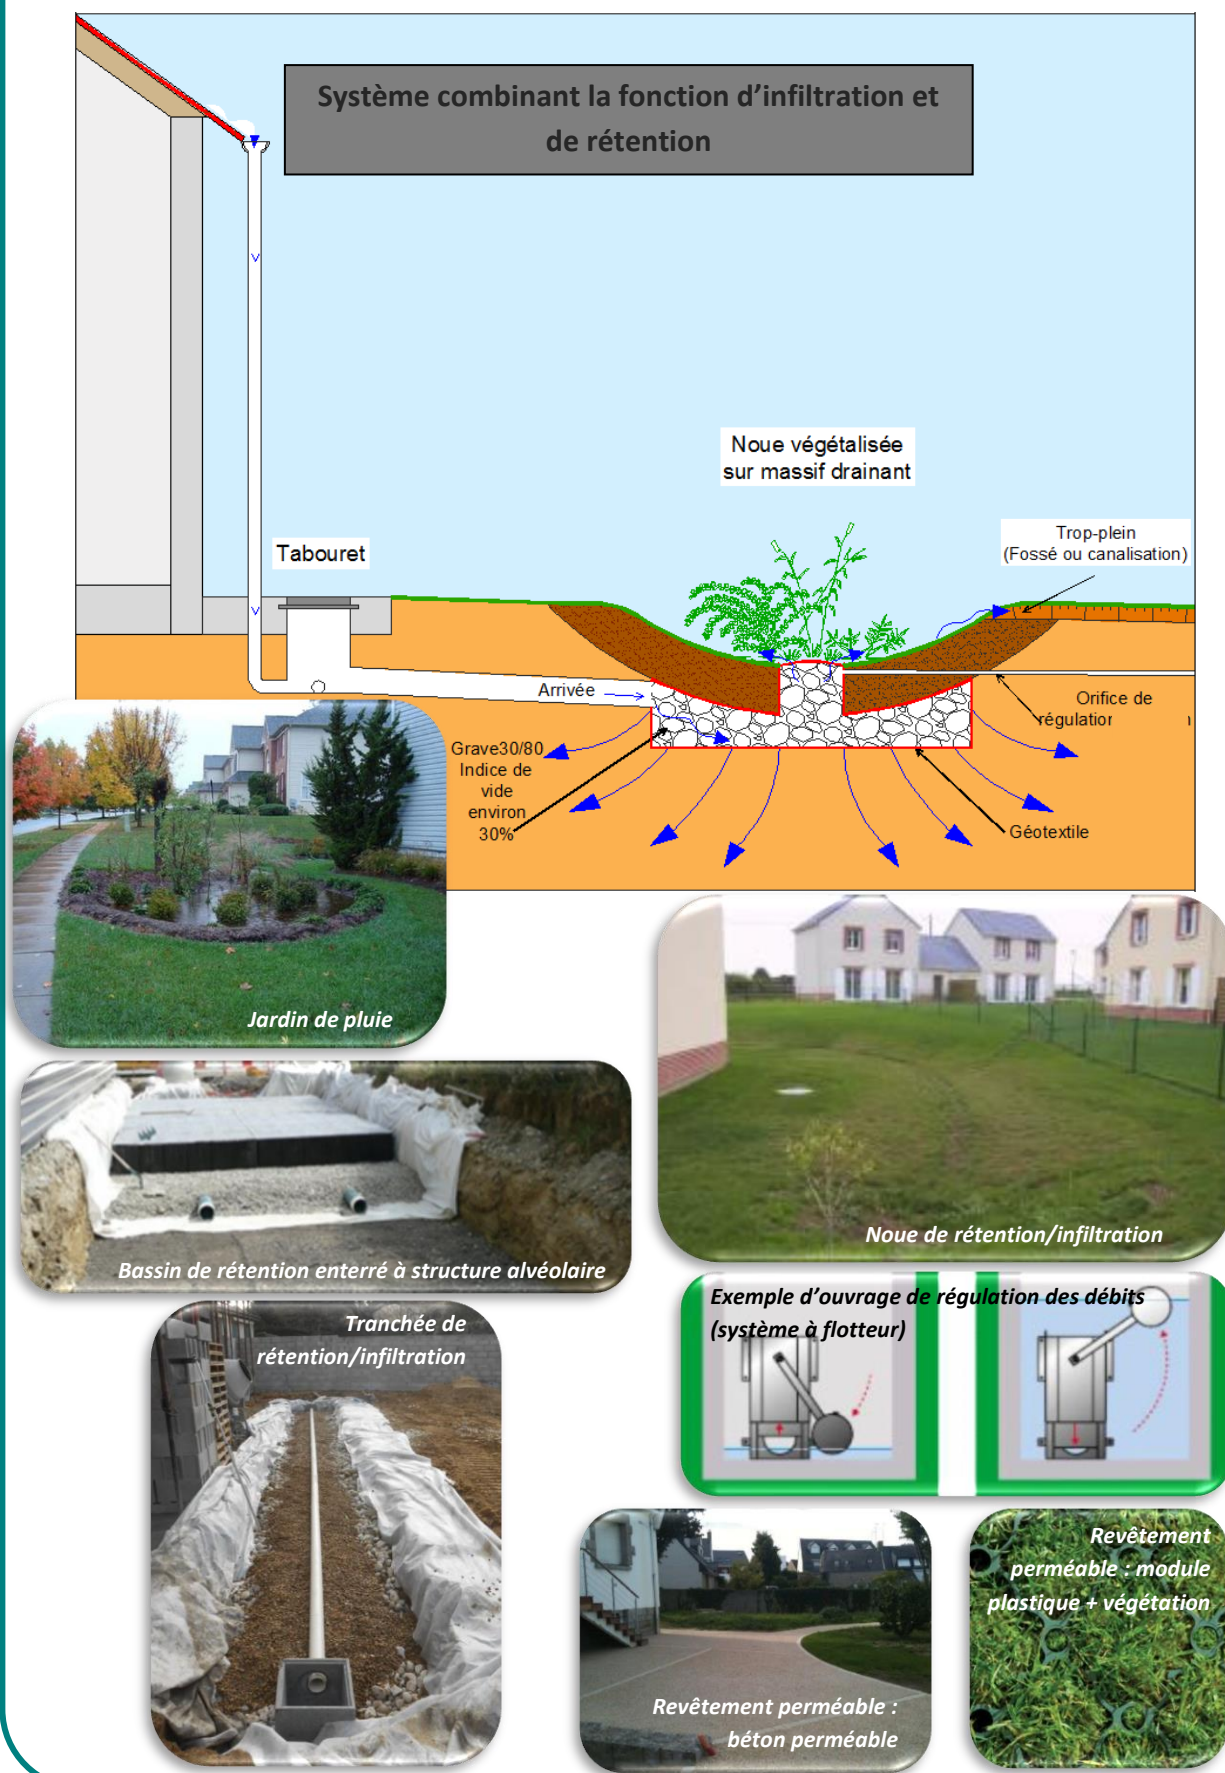 Système combinant la fonction d'infiltration et
de rétention
Noue végétalisée
sur massif drainant
Trop-plein
(Fossé ou canalisation)
Tabouret
Arrivée
Orifice de
régulation
Grave30/80
Indice de
vide
environ
30%
Géotextile
Jardin de pluie
Noue de rétention/infiltration
Bassin de rétention enterré à structure alvéolaire
Exemple d'ouvrage de régulation des débits
(système à flotteur)
Tranchée de
rétention/infiltration
Revêtement
perméable : module
plastique + végétation
Revêtement perméable :
béton perméable